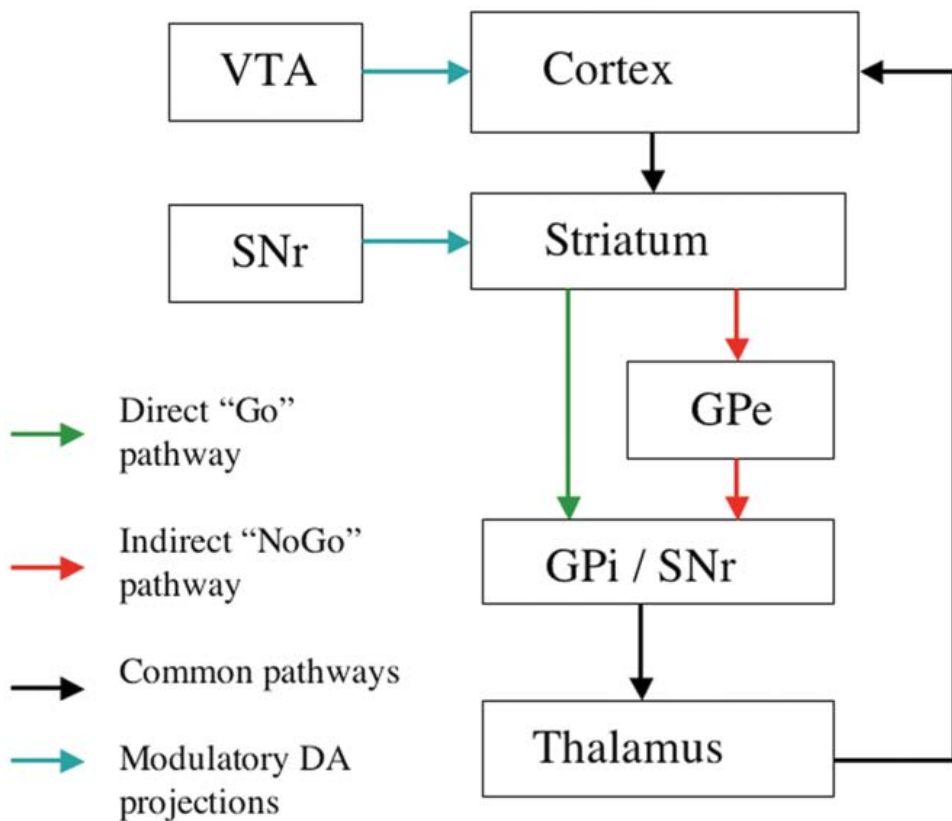 VTA
Cortex
SNr
Striatum
GPe
GPi / SNr
Thalamus
Direct “Go”
pathway
Indirect “NoGo”
pathway
Common pathways
Modulatory DA
projections